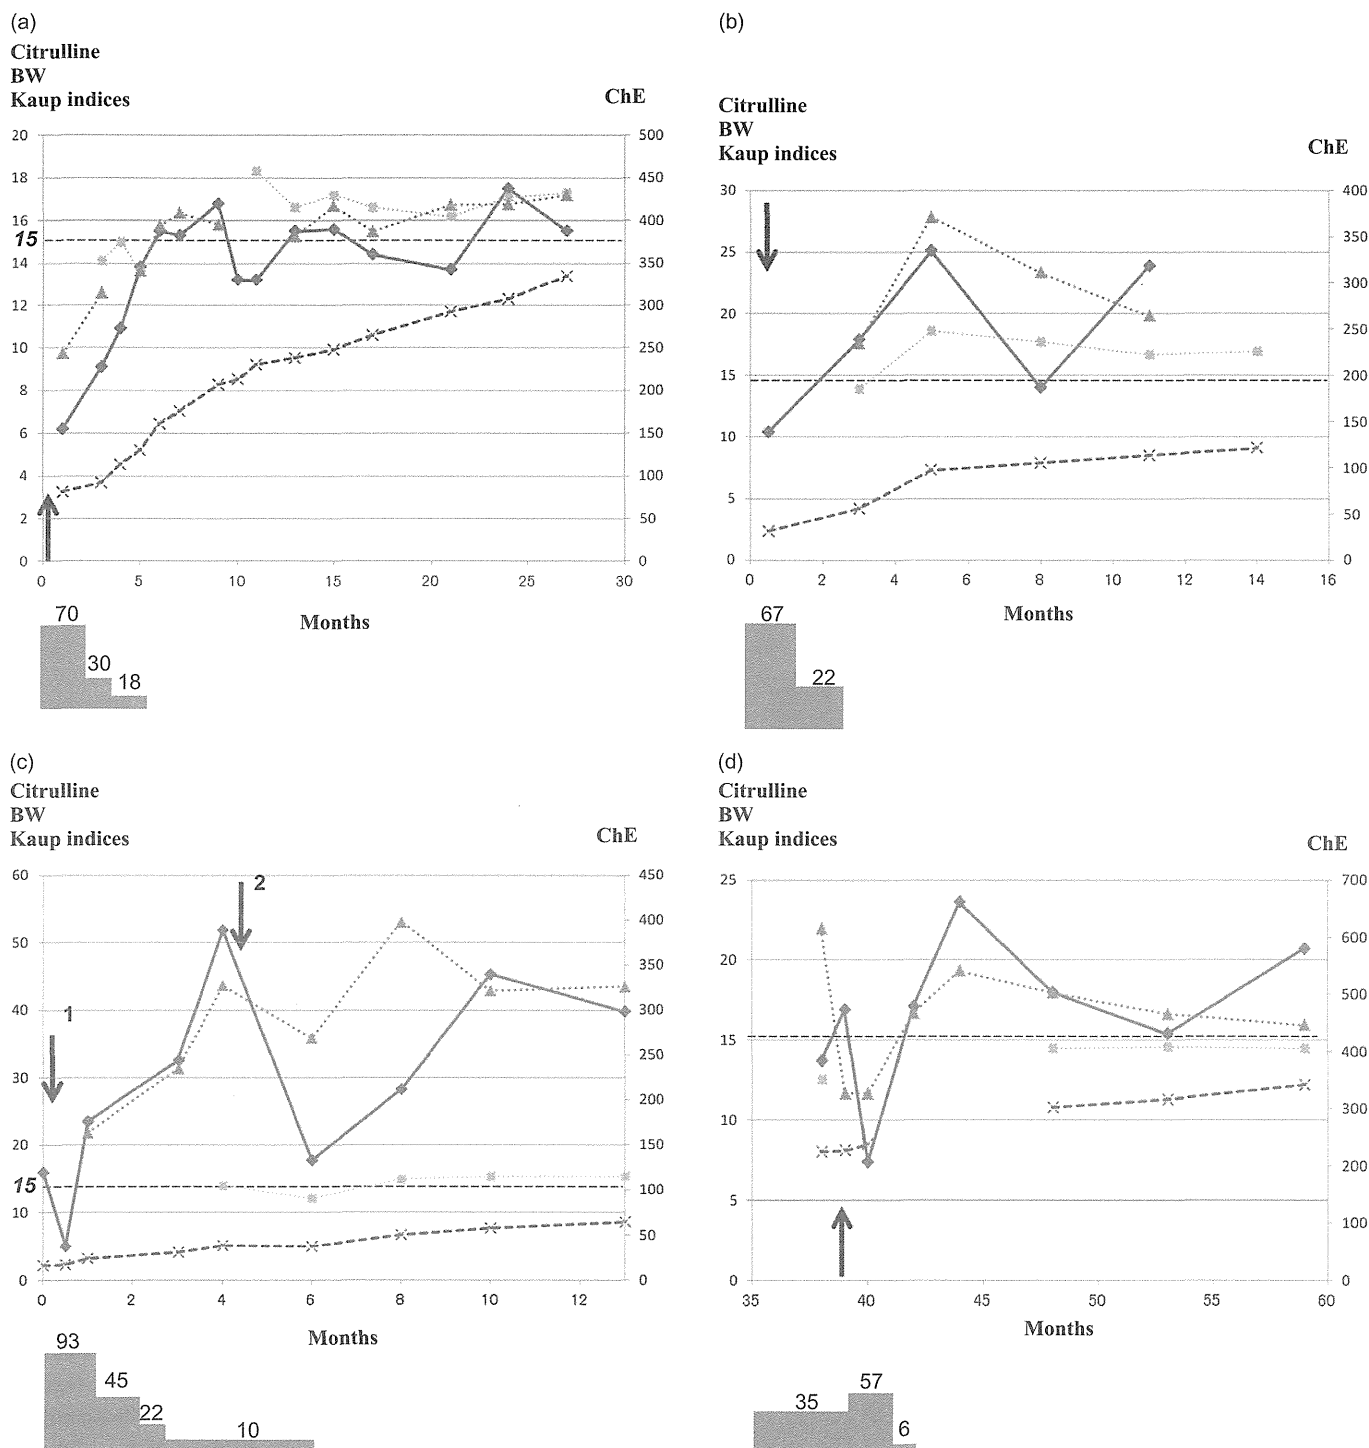 (a)
Citrulline
BW
Kaup indices
ChE
20 500
18 450
16 400
15
14 350
12 300
10 250
8 200
6 150
4 100
2 50
0 0
0 5 10 15 20 25 30
Months
70
30
18
(b)
Citrulline
BW
Kaup indices
ChE
30 400
350
25
300
20 250
15 200
150
10
100
5
50
0 0
0 2 4 6 8 10 12 14 16
Months
67
22
(c)
Citrulline
BW
Kaup indices
ChE
60 450
2
400
50
350
40 300
1
250
30
200
20 150
15
100
10
50
0 0
0 2 4 6 8 10 12
Months
93
45
22
10
(d)
Citrulline
BW
Kaup indices
ChE
25 700
600
20
500
15
400
10 300
200
5
100
0 0
35 40 45 50 55 60
Months
57
35
6